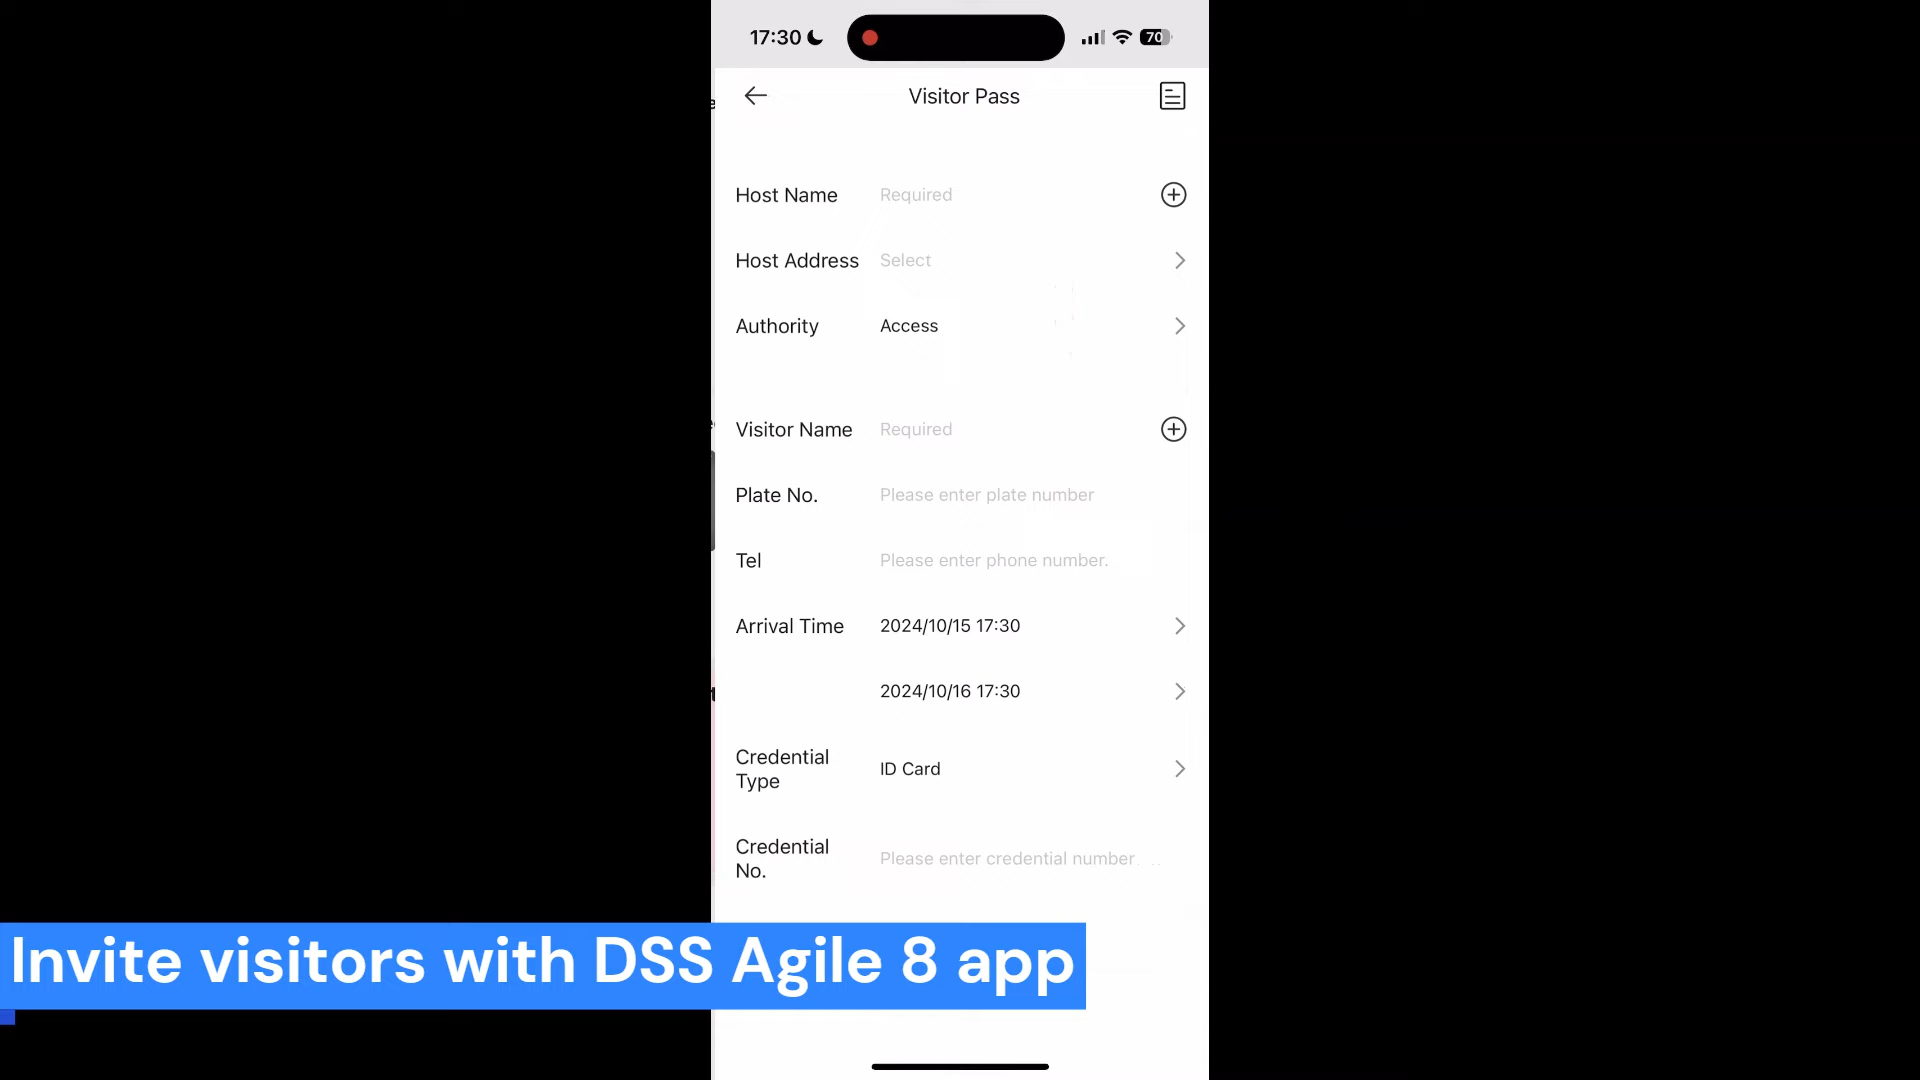 17:30
70
Visitor Pass
Host Name Required
Host Address Select
Authority Access
Visitor Name Required
Plate No. Please enter plate number
Tel Please enter phone number.
Arrival Time 2024/10/15 17:30
2024/10/16 17:30
Credential
Type
ID Card
Credential
No.
Please enter credential number
Invite visitors with DSS Agile 8 app